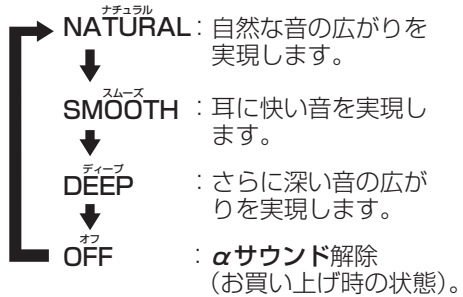 ナチュラル
NATURAL：自然な音の広がりを
実現します。
スムーズ
SMOOTH：耳に快い音を実現し
ます。
ディープ
DEEP：さらに深い音の広が
りを実現します。
オフ
OFF：αサウンド解除
（お買い上げ時の状態）。